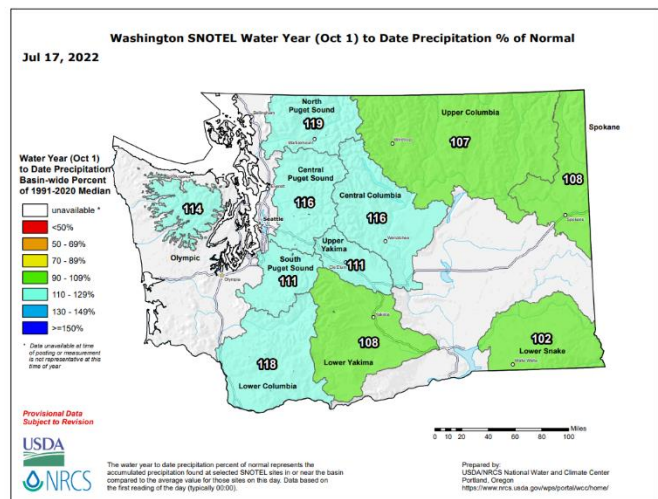 Washington SNOTEL Water Year (Oct 1) to Date Precipitation % of Normal
Jul 17, 2022
Water Year (Oct 1)
to Date Precipitation
Basin-wide Percent
of 1991-2020 Median
unavailable *
<50%
50 - 69%
70 - 89%
90 - 109%
110 - 129%
130 - 149%
>=150%
* Data unavailable at time
of posting or measurement
is not representative at this
time of year
Provisional Data
Subject to Revision
USDA
NRCS
North
Puget Sound
119
Upper Columbia
107
Spokane
108
Central
Puget Sound
116
Central Columbia
116
Seattle
114
Olympic
Olympia
Upper
Yakima
111
South
Puget Sound
111
108
Lower Yakima
Yakima
118
Lower Columbia
102
Lower Snake
Walla Walla
Miles
0 10 20 40 60 80 100
The water year to date precipitation percent of normal represents the
accumulated precipitation found at selected SNOTEL sites in or near the basin
compared to the average value for those sites on this day. Data based on
the first reading of the day (typically 00:00).
Prepared by:
USDA/NRCS National Water and Climate Center
Portland, Oregon
https://www.nrcs.usda.gov/wps/portal/wcc/home/